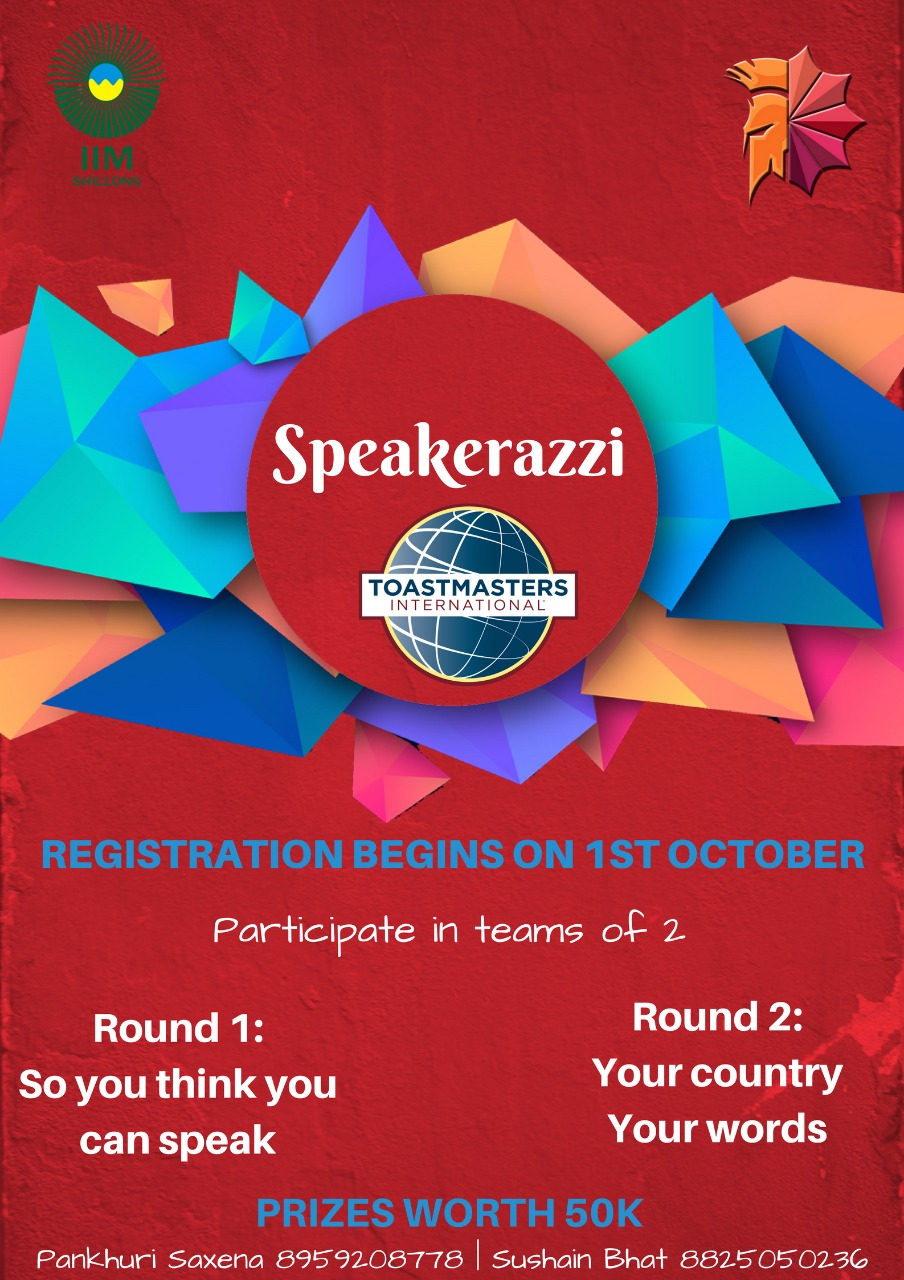 IIM
SHILLONG
Speakerazzi
TOASTMASTERS
INTERNATIONAL
REGISTRATION BEGINS ON 1ST OCTOBER
Participate in teams of 2
Round 1:
So you think you
can speak
Round 2:
Your country
Your words
PRIZES WORTH 50K
Pankhuri Saxena 8959208778 | Sushain Bhat 8825050236